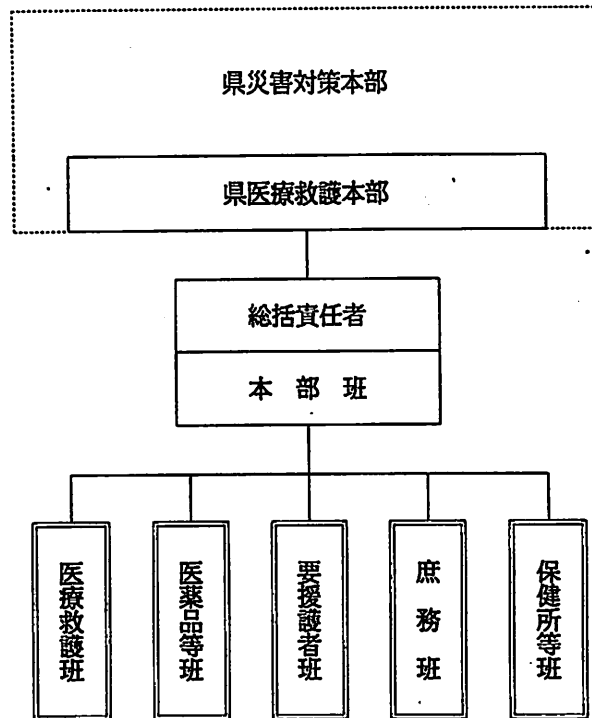 県災害対策本部
県医療救護本部
総括責任者
本部班
医療救護班
医薬品等班
要援護者班
庶務班
保健所等班